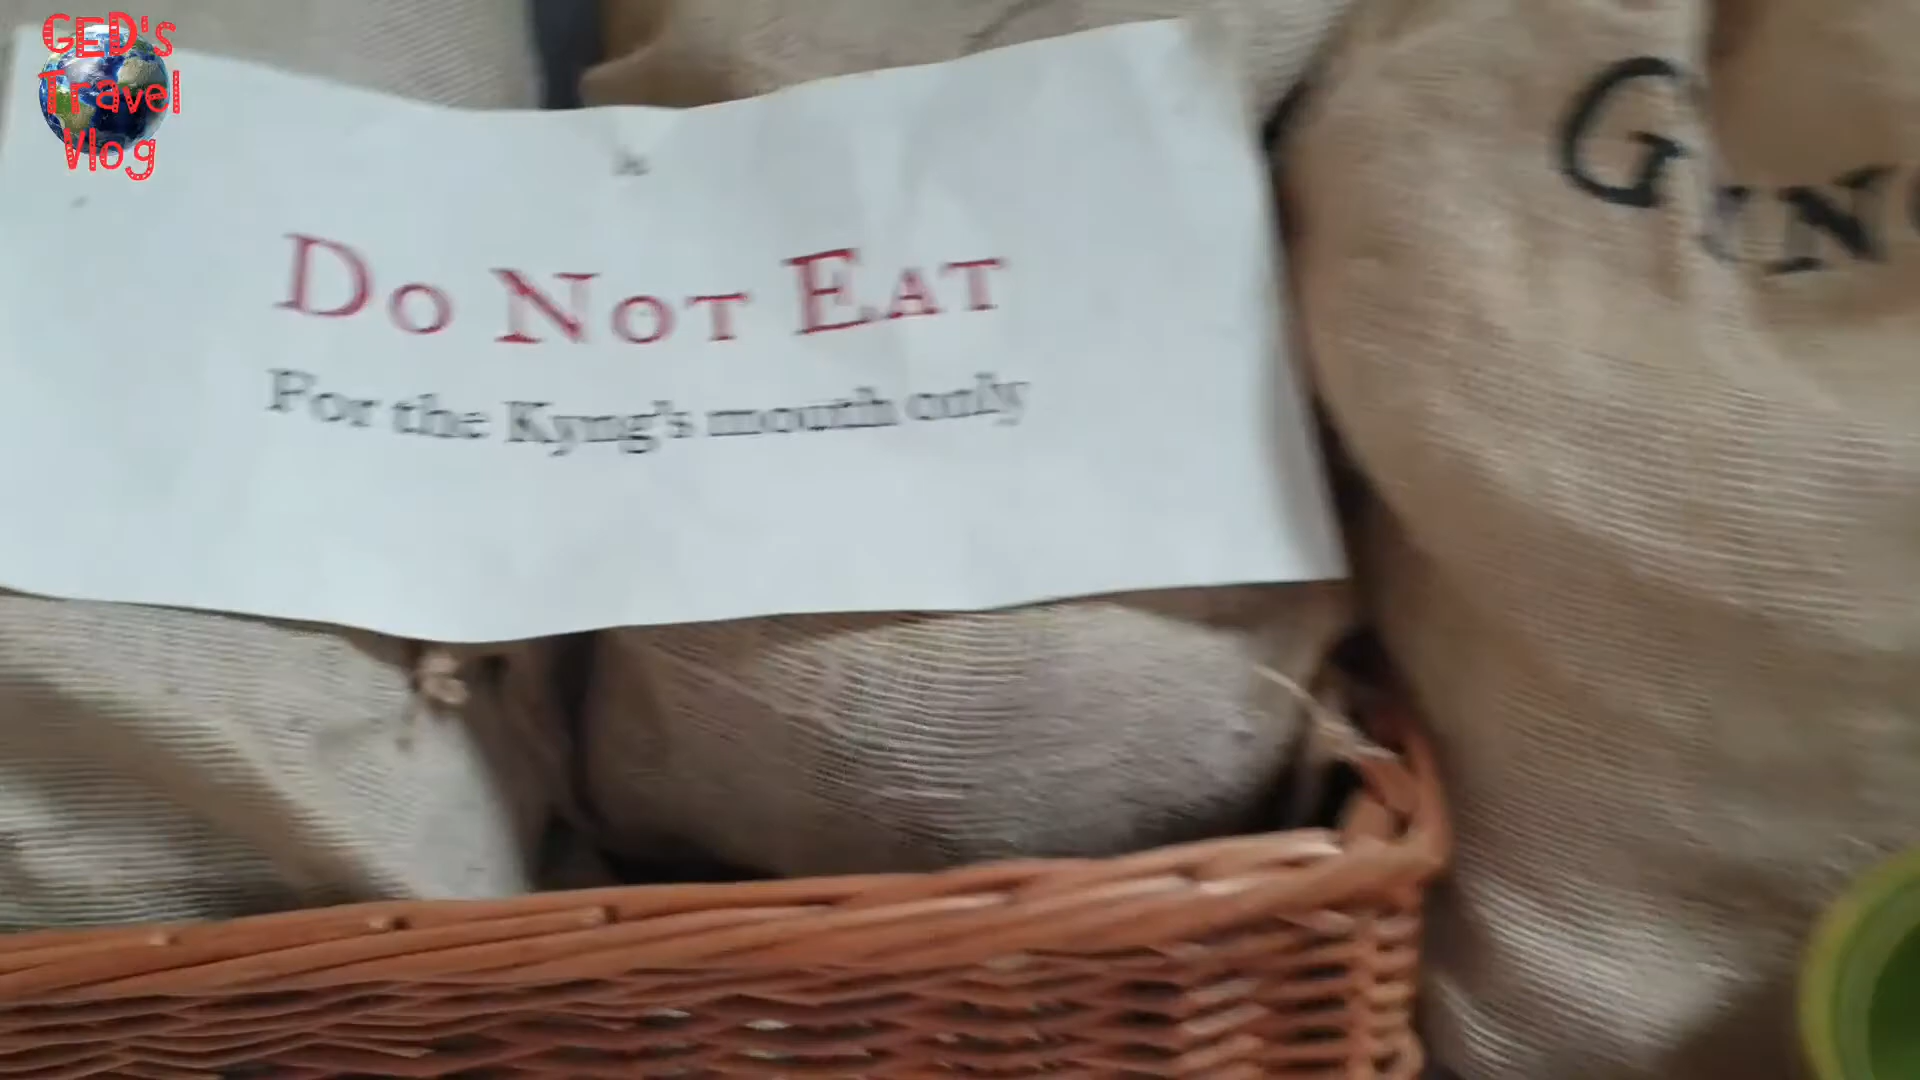 GED's
Travel
Vlog
Do Not Eat
For the Kyng's mouth only